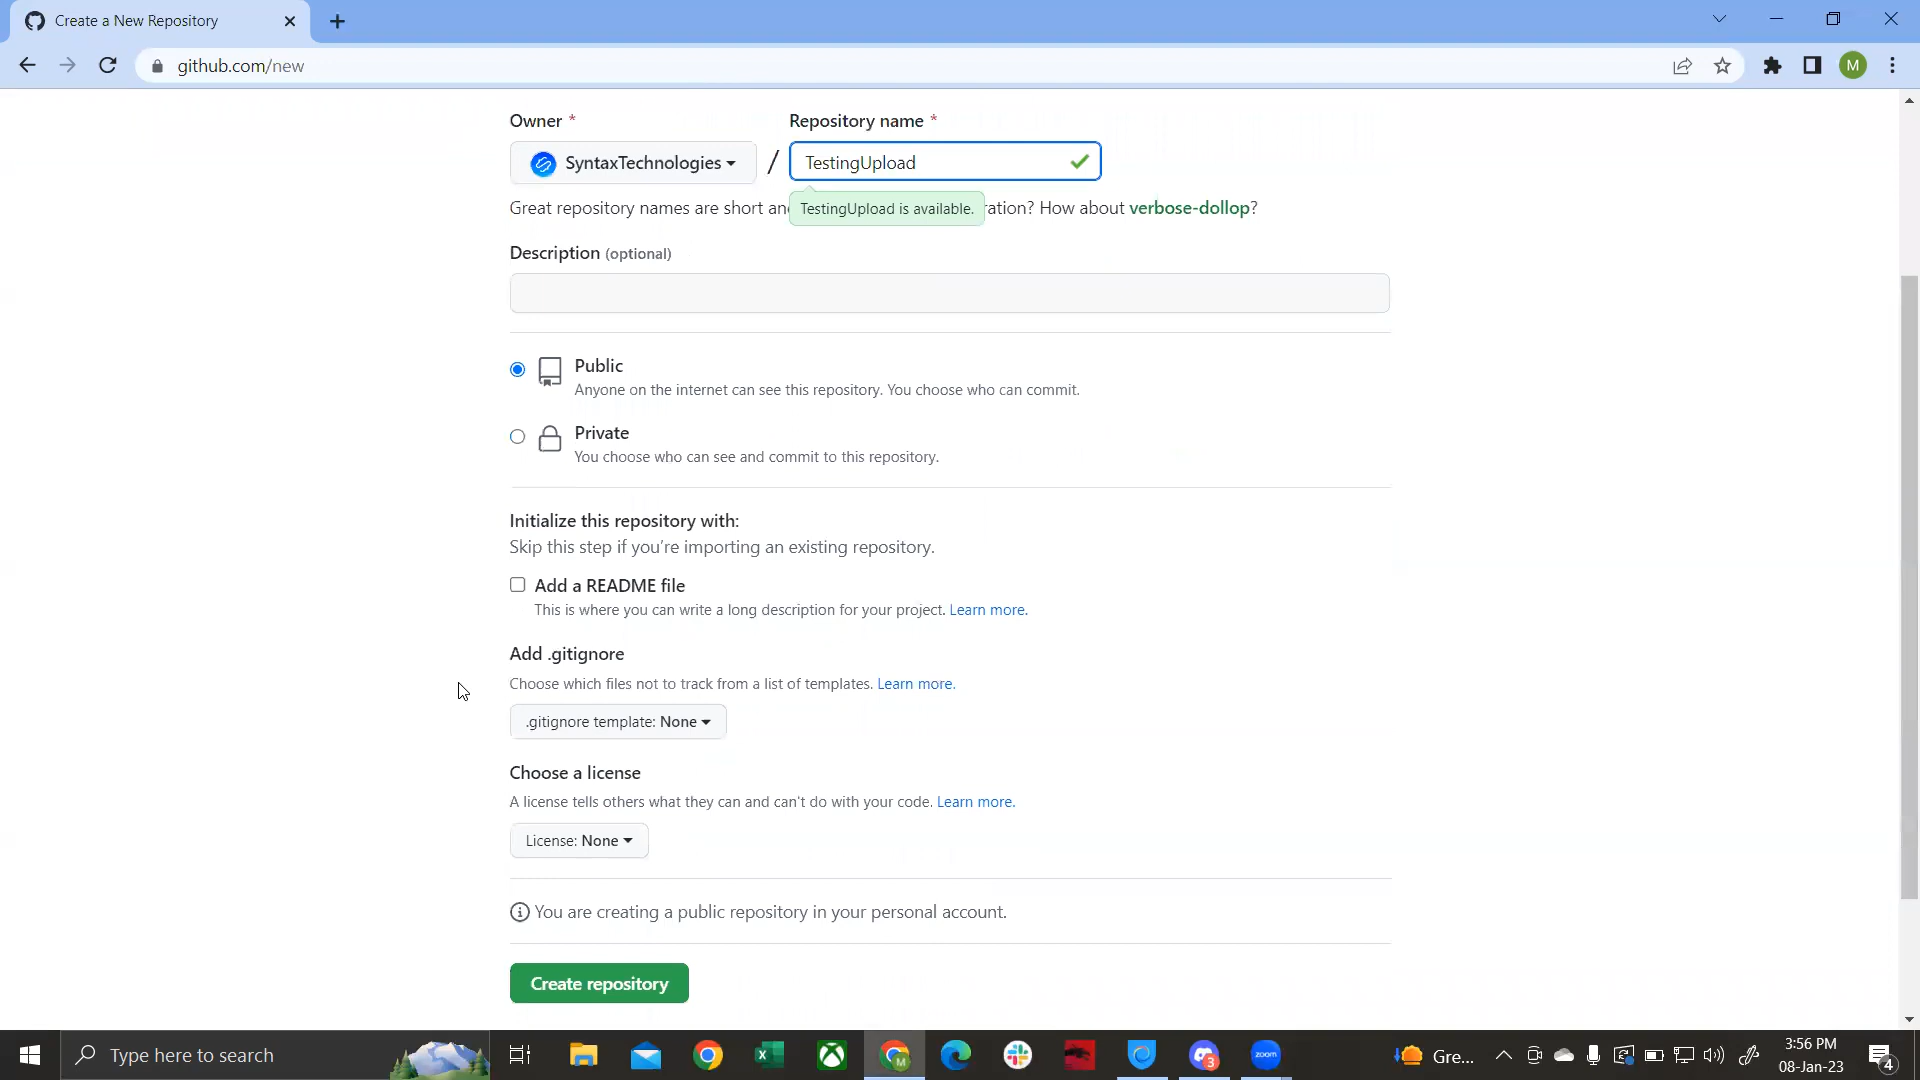 Create a New Repository
github.com/new
M
Owner *
Repository name *
SyntaxTechnologies
/
TestingUpload
Great repository names are short and
TestingUpload is available.
ration? How about verbose-dollop?
Description (optional)
Public
Anyone on the internet can see this repository. You choose who can commit.
Private
You choose who can see and commit to this repository.
Initialize this repository with:
Skip this step if you're importing an existing repository.
Add a README file
This is where you can write a long description for your project. Learn more.
Add .gitignore
Choose which files not to track from a list of templates. Learn more.
.gitignore template: None
Choose a license
A license tells others what they can and can't do with your code. Learn more.
License: None
You are creating a public repository in your personal account.
Create repository
Type here to search
M
3
zoom
Gre...
3:56 PM
08-Jan-23
4